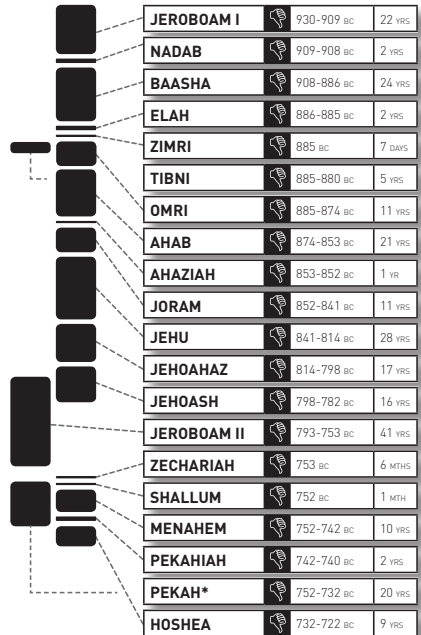 JEROBOAM I 930-909 BC 22 YRS
NADAB 909-908 BC 2 YRS
BAASHA 908-886 BC 24 YRS
ELAH 886-885 BC 2 YRS
ZIMRI 885 BC 7 DAYS
TIBNI 885-880 BC 5 YRS
OMRI 885-874 BC 11 YRS
AHAB 874-853 BC 21 YRS
AHAZIAH 853-852 BC 1 YR
JORAM 852-841 BC 11 YRS
JEHU 841-814 BC 28 YRS
JEHOAHAZ 814-798 BC 17 YRS
JEHOASH 798-782 BC 16 YRS
JEROBOAM II 793-753 BC 41 YRS
ZECHARIAH 753 BC 6 MTHS
SHALLUM 752 BC 1 MTH
MENAHEM 752-742 BC 10 YRS
PEKAHIAH 742-740 BC 2 YRS
PEKAH* 752-732 BC 20 YRS
HOSHEA 732-722 BC 9 YRS